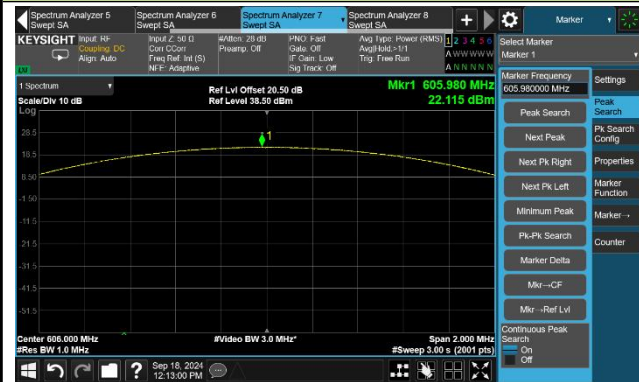 Spectrum Analyzer 5
Swept SA
Spectrum Analyzer 6
Swept SA
Spectrum Analyzer 7
Swept SA
Spectrum Analyzer 8
Swept SA
Marker
KEYSIGHT
Input: RF
Coupling: DC
Align: Auto
Input Z: 50 Ω
Corr CCorr
Freq Ref: Int (S)
NFE: Adaptive
#Atten: 28 dB
Preamp: Off
PNO: Fast
Gate: Off
IF Gain: Low
Sig Track: Off
Avg Type: Power (RMS)
Avg|Hold:>1/1
Trig: Free Run
1 2 3 4 5 6
A W W W W W
A N N N N N
Select Marker
Marker 1
1 Spectrum
Scale/Div 10 dB
Log
Ref Lvl Offset 20.50 dB
Ref Level 38.50 dBm
Mkr1 605.980 MHz
22.115 dBm
1
28.5
18.5
8.50
-1.50
-11.5
-21.5
-31.5
-41.5
-51.5
Center 606.000 MHz
#Res BW 1.0 MHz
#Video BW 3.0 MHz*
Span 2.000 MHz
#Sweep 3.00 s (2001 pts)
Marker Frequency
605.980000 MHz
Peak Search
Next Peak
Next Pk Right
Next Pk Left
Minimum Peak
Pk-Pk Search
Marker Delta
Mkr→CF
Mkr→Ref Lvl
Continuous Peak
Search
On
Off
Settings
Peak
Search
Pk Search
Config
Properties
Marker
Function
Marker→
Counter
Sep 18, 2024
12:13:00 PM